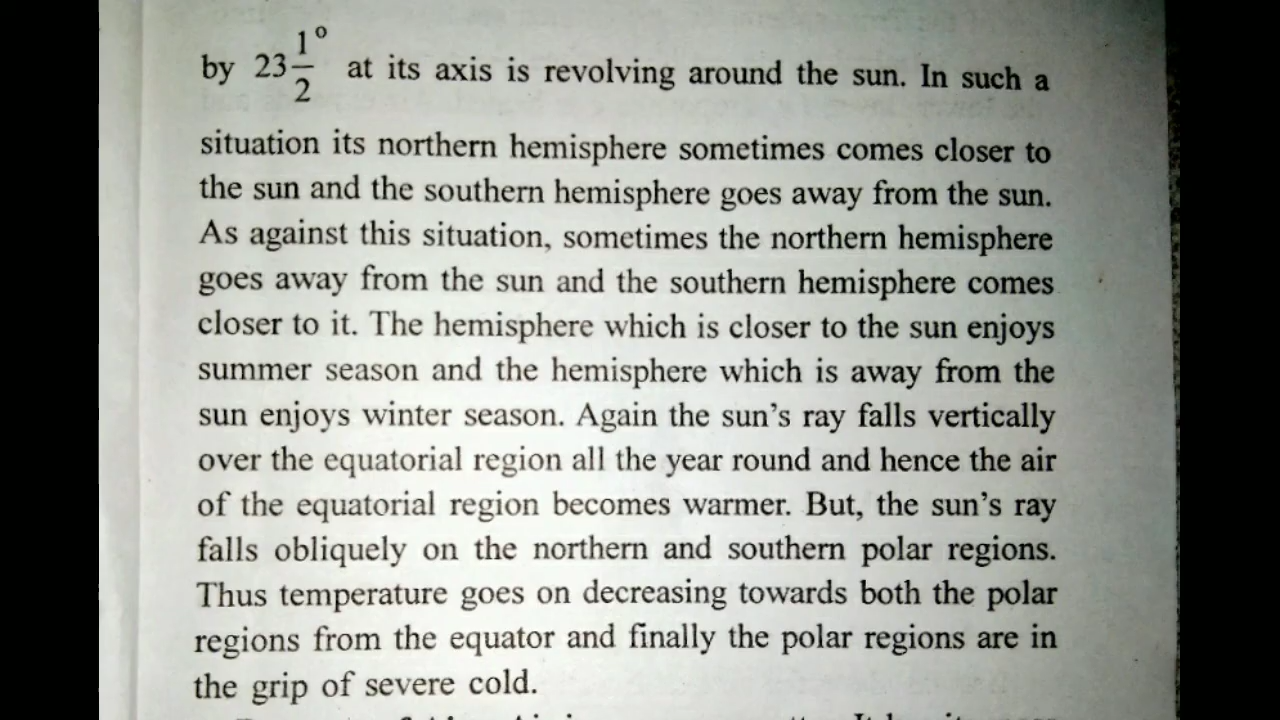 by 23 1/2° at its axis is revolving around the sun. In such a
situation its northern hemisphere sometimes comes closer to
the sun and the southern hemisphere goes away from the sun.
As against this situation, sometimes the northern hemisphere
goes away from the sun and the southern hemisphere comes
closer to it. The hemisphere which is closer to the sun enjoys
summer season and the hemisphere which is away from the
sun enjoys winter season. Again the sun's ray falls vertically
over the equatorial region all the year round and hence the air
of the equatorial region becomes warmer. But, the sun's ray
falls obliquely on the northern and southern polar regions.
Thus temperature goes on decreasing towards both the polar
regions from the equator and finally the polar regions are in
the grip of severe cold.